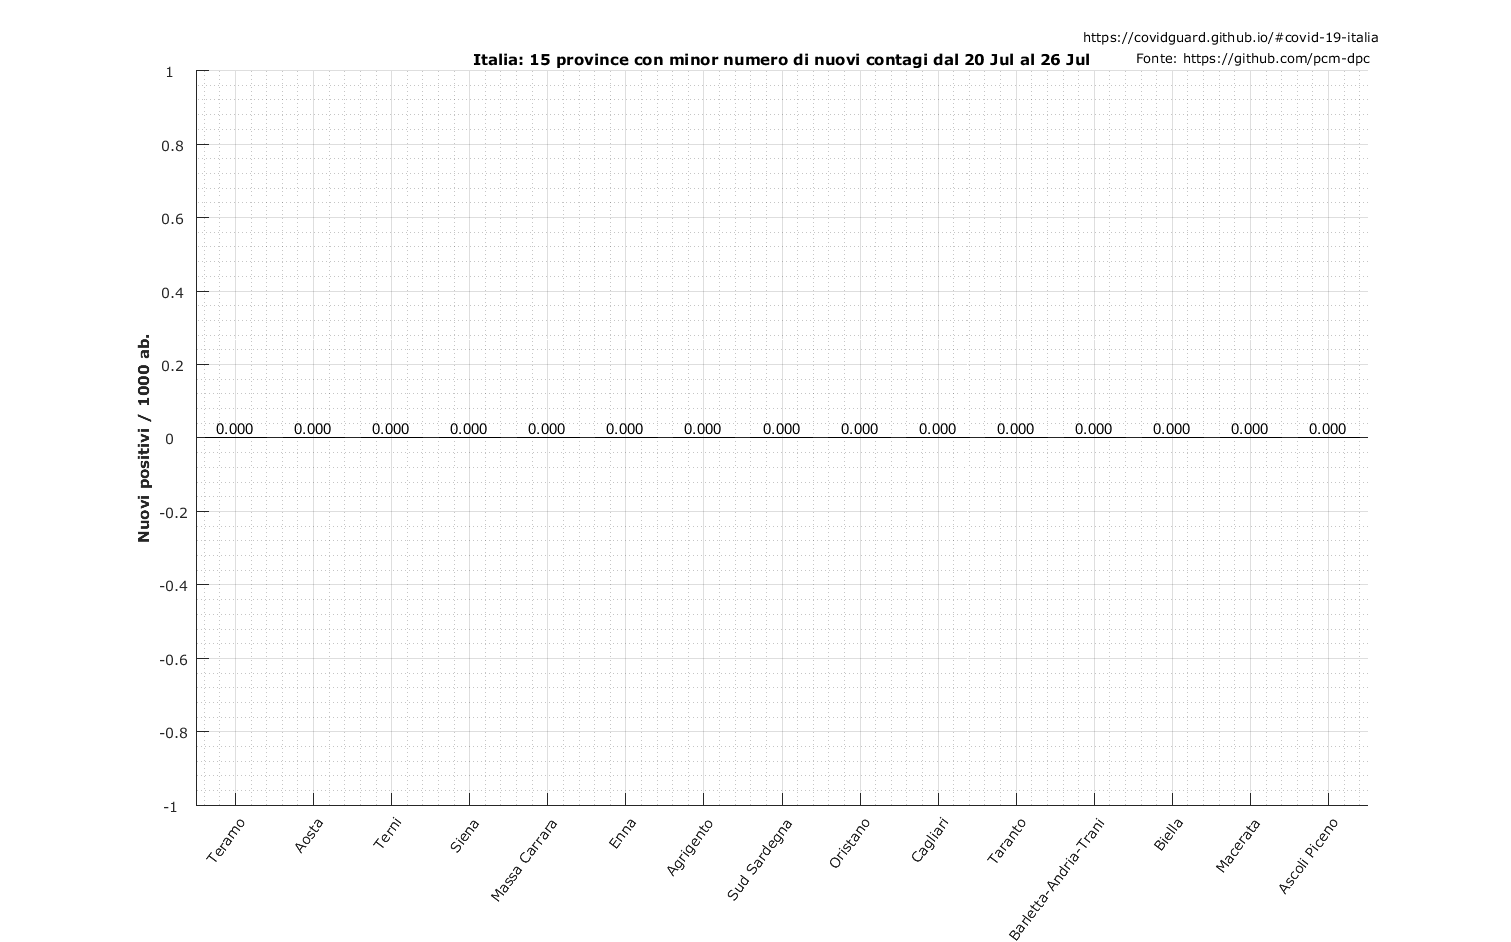 https://covidguard.github.io/#covid-19-italia
Italia: 15 province con minor numero di nuovi contagi dal 20 Jul al 26 Jul
Fonte: https://github.com/pcm-dpc
Nuovi positivi / 1000 ab.
1
0.8
0.6
0.4
0.2
0
-0.2
-0.4
-0.6
-0.8
-1
0.000 0.000 0.000 0.000 0.000 0.000 0.000 0.000 0.000 0.000 0.000 0.000 0.000 0.000 0.000
Teramo
Aosta
Terni
Siena
Massa Carrara
Enna
Agrigento
Sud Sardegna
Oristano
Cagliari
Taranto
Barletta-Andria-Trani
Biella
Macerata
Ascoli Piceno